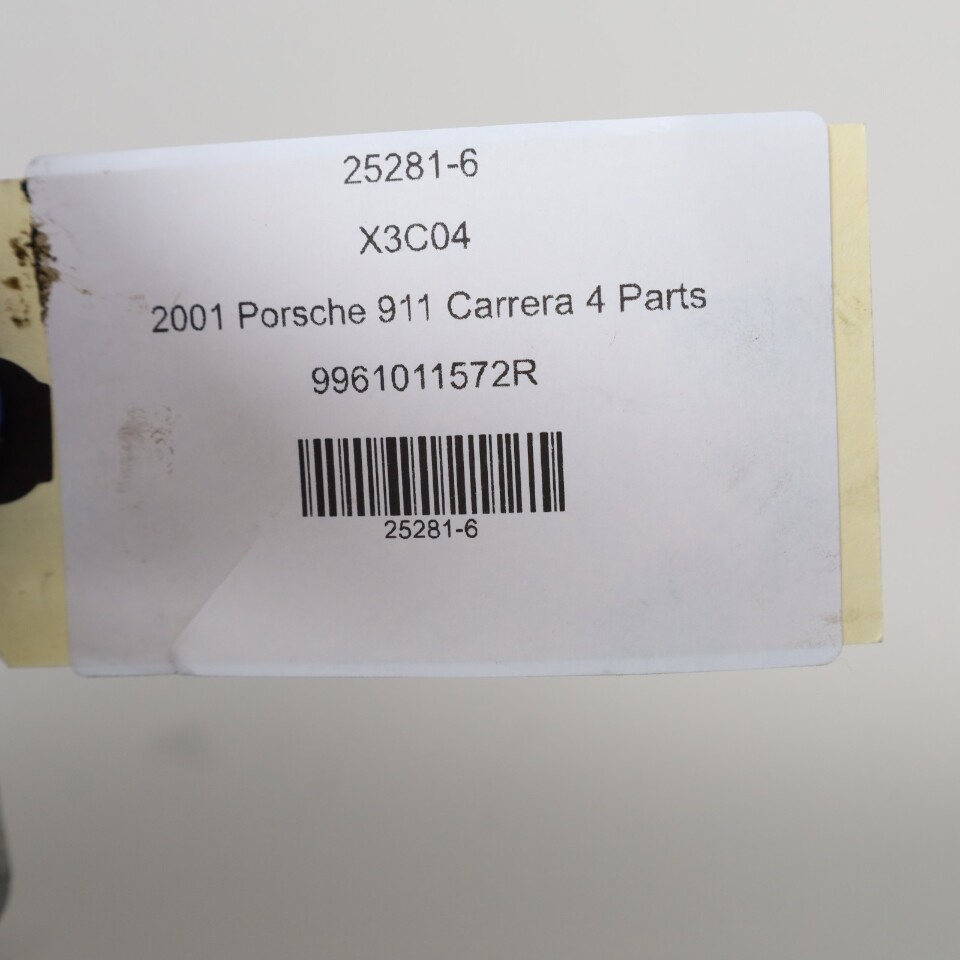 25281-6
X3C04
2001 Porsche 911 Carrera 4 Parts
9961011572R
25281-6